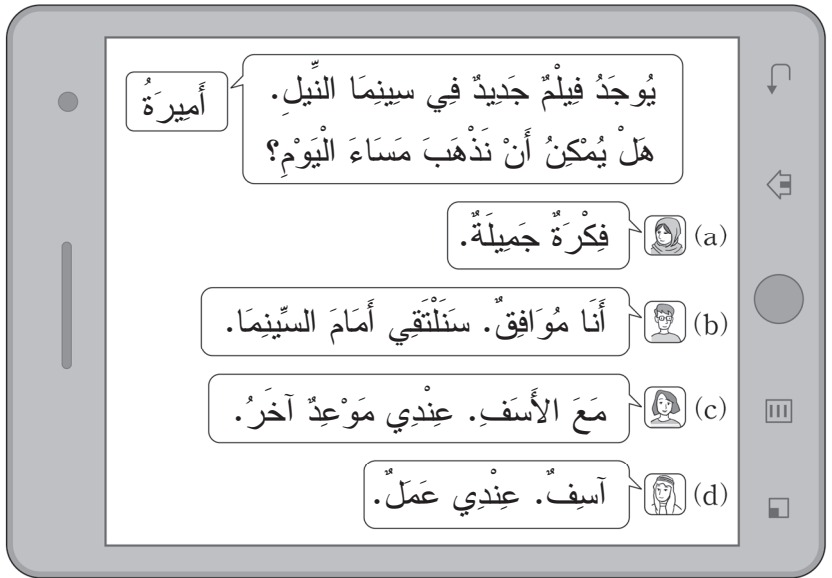 أَمِيرَةُ
يُوجَدُ فِيلْمٌ جَدِيدٌ فِي سِينِمَا النِّيلِ.
هَلْ يُمْكِنُ أَنْ نَذْهَبَ مَسَاءَ الْيَوْمِ؟
(a) فِكْرَةٌ جَمِيلَةٌ.
(b) أَنَا مُوَافِقٌ. سَنَلْتَقِي أَمَامَ السِّينِمَا.
(c) مَعَ الأَسَفِ. عِنْدِي مَوْعِدٌ آخَرُ.
(d) آسِفٌ. عِنْدِي عَمَلٌ.